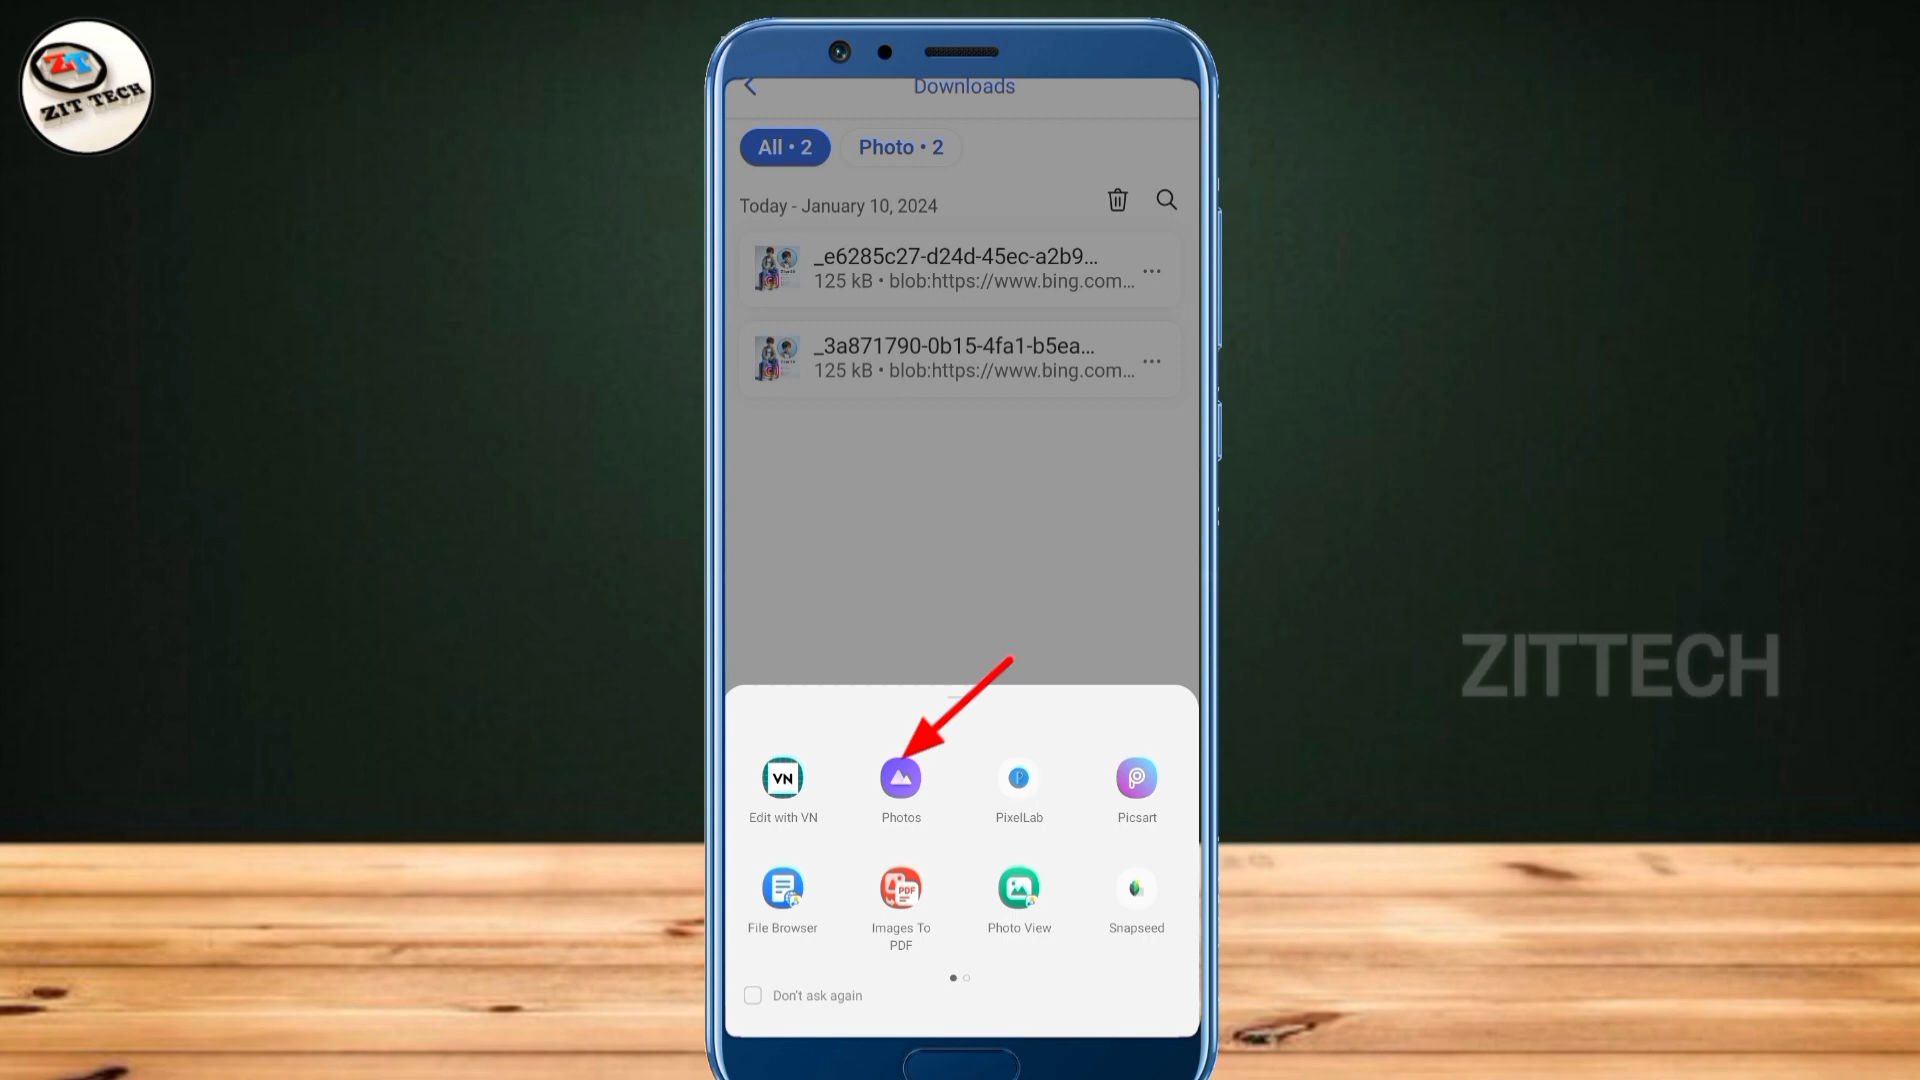 ZT
ZIT TECH
Downloads
All • 2
Photo • 2
Today - January 10, 2024
_e6285c27-d24d-45ec-a2b9...
125 kB • blob:https://www.bing.com...
_3a871790-0b15-4fa1-b5ea...
125 kB • blob:https://www.bing.com...
ZITTECH
VN
Edit with VN
Photos
PixelLab
Picsart
PDF
File Browser
Images To
PDF
Photo View
Snapseed
Don't ask again